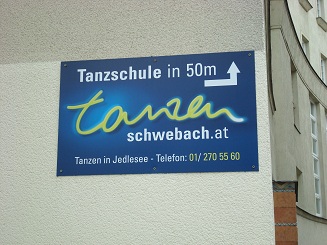 Tanzschule in 50m
tanzen
schwebach.at
Tanzen in Jedlesee - Telefon: 01/ 270 55 60